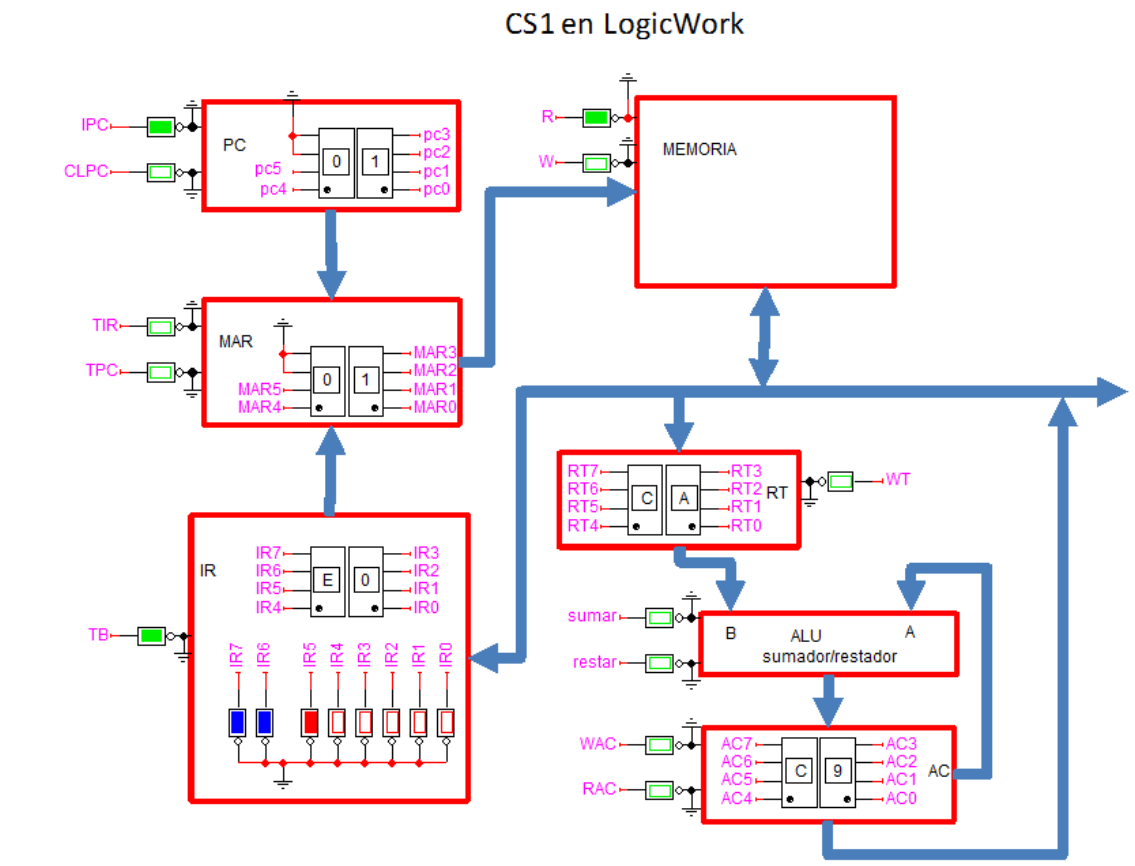 CS1 en LogicWork
IPC
CLPC
PC
pc5
pc4
0
1
pc3
pc2
pc1
pc0
R
W
MEMORIA
TIR
TPC
MAR
MAR5
MAR4
0
1
MAR3
MAR2
MAR1
MAR0
RT7
RT6
RT5
RT4
C
A
RT3
RT2
RT1
RT0
RT
WT
IR
IR7
IR6
IR5
IR4
E
0
IR3
IR2
IR1
IR0
TB
IR7
IR6
IR5
IR4
IR3
IR2
IR1
IR0
sumar
restar
B
ALU
A
sumador/restador
WAC
RAC
AC7
AC6
AC5
AC4
C
9
AC3
AC2
AC1
AC0
AC